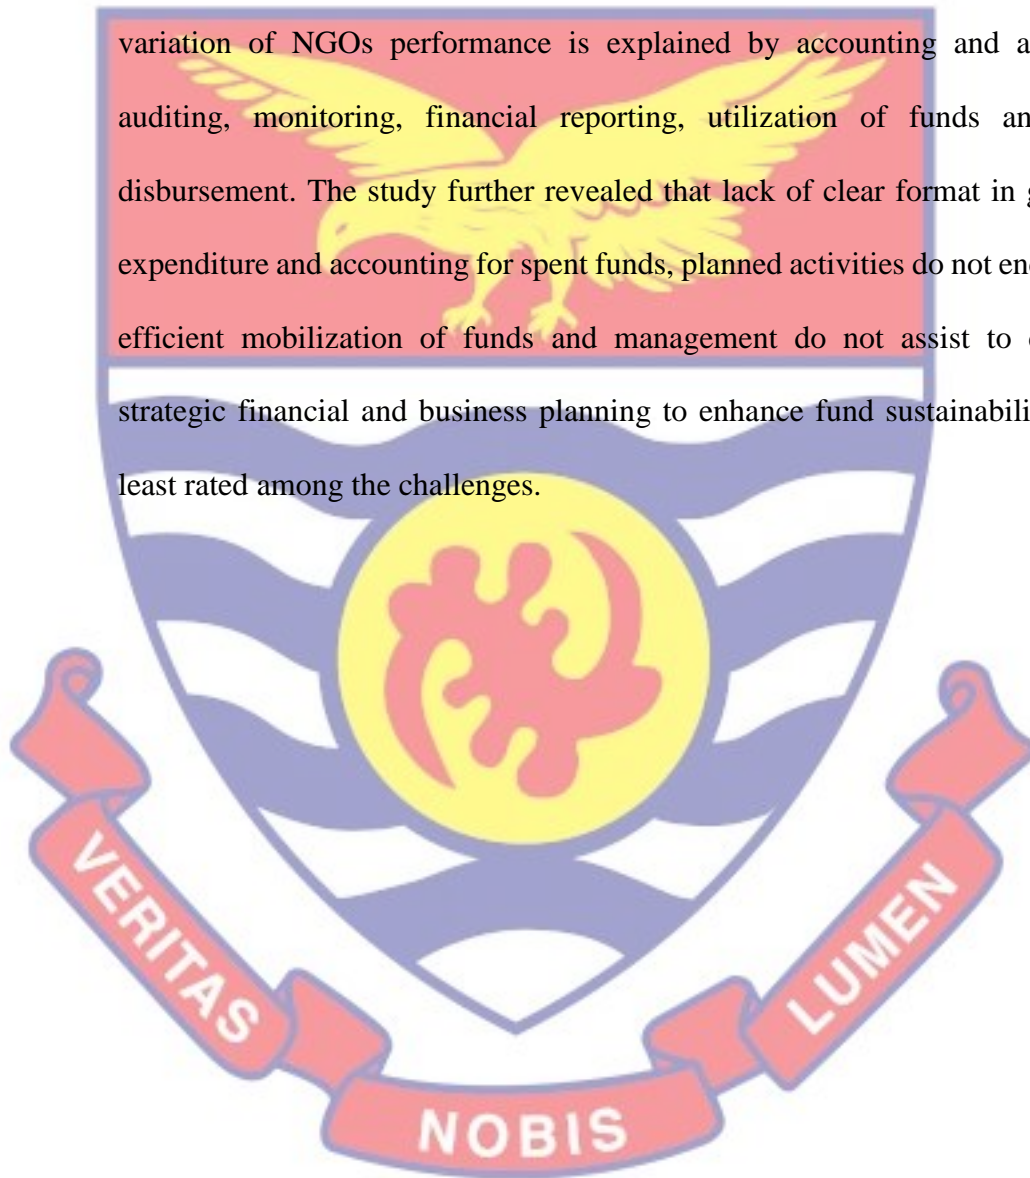 variation of NGOs performance is explained by accounting and a
auditing, monitoring, financial reporting, utilization of funds an
disbursement. The study further revealed that lack of clear format in g
expenditure and accounting for spent funds, planned activities do not en
efficient mobilization of funds and management do not assist to
strategic financial and business planning to enhance fund sustainabili
least rated among the challenges.
VERITAS
NOBIS
LUMEN